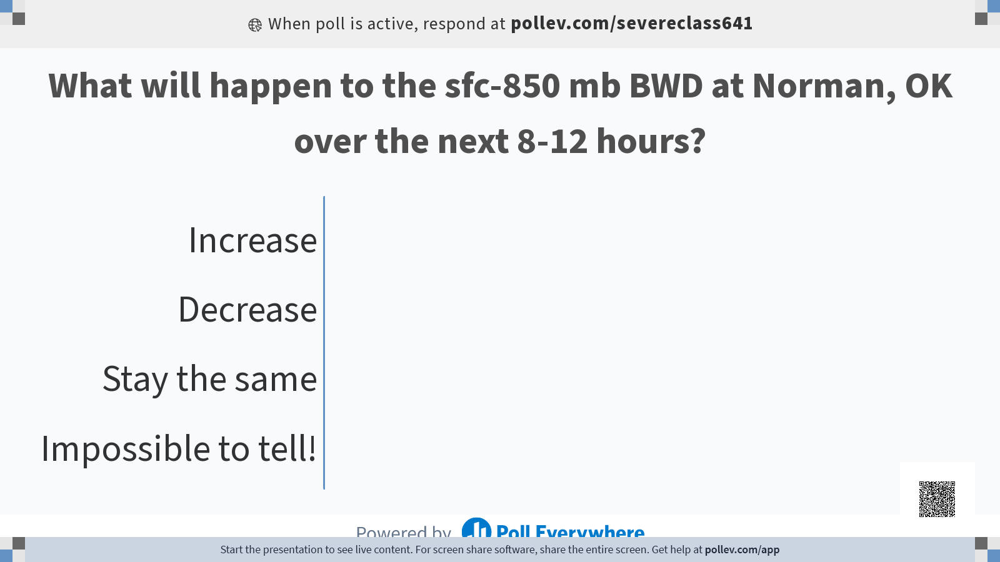 When poll is active, respond at pollev.com/severeclass641
What will happen to the sfc-850 mb BWD at Norman, OK
over the next 8-12 hours?
Increase
Decrease
Stay the same
Impossible to tell!
Powered by Poll Everywhere
Start the presentation to see live content. For screen share software, share the entire screen. Get help at pollev.com/app